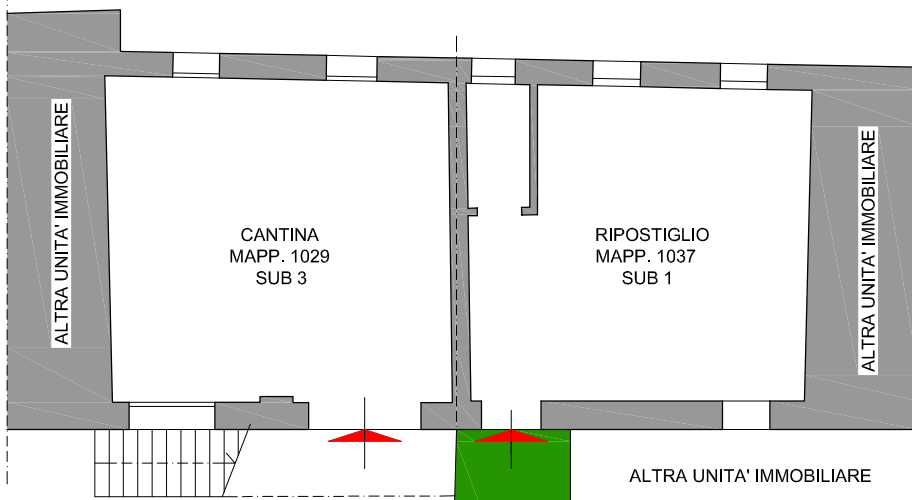 ALTRA UNITA' IMMOBILIARE
CANTINA
MAPP. 1029
SUB 3
RIPOSTIGLIO
MAPP. 1037
SUB 1
ALTRA UNITA' IMMOBILIARE
ALTRA UNITA' IMMOBILIARE